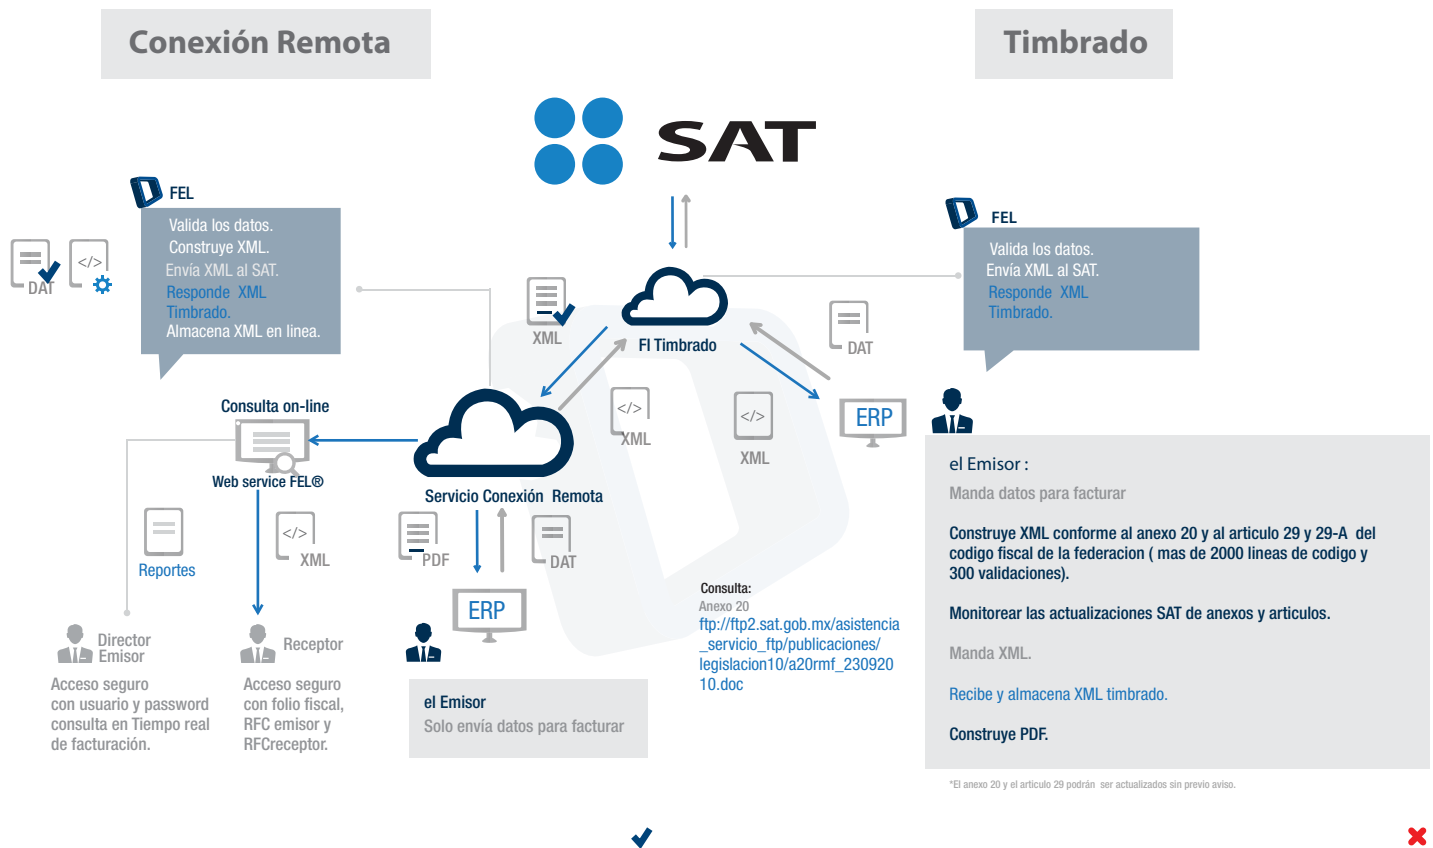 Conexión Remota
Timbrado
SAT
FEL
Valida los datos.
Construye XML.
Envía XML al SAT.
Responde XML
Timbrado.
Almacena XML en linea.
DAT
</>
FEL
Valida los datos.
Envía XML al SAT.
Responde XML
Timbrado.
XML
FI Timbrado
DAT
</>
XML
</>
XML
ERP
Consulta on-line
Web service FEL®
Servicio Conexión Remota
Reportes
</>
XML
PDF
DAT
ERP
Director
Emisor
Acceso seguro
con usuario y password
consulta en Tiempo real
de facturación.
Receptor
Acceso seguro
con folio fiscal,
RFC emisor y
RFCreceptor.
el Emisor
Solo envía datos para facturar
Consulta:
Anexo 20
ftp://ftp2.sat.gob.mx/asistencia
_servicio_ftp/publicaciones/
legislacion10/a20rmf_230920
10.doc
el Emisor :
Manda datos para facturar
Construye XML conforme al anexo 20 y al articulo 29 y 29-A del
codigo fiscal de la federacion ( mas de 2000 lineas de codigo y
300 validaciones).
Monitorear las actualizaciones SAT de anexos y articulos.
Manda XML.
Recibe y almacena XML timbrado.
Construye PDF.
*El anexo 20 y el articulo 29 podrán ser actualizados sin previo aviso.